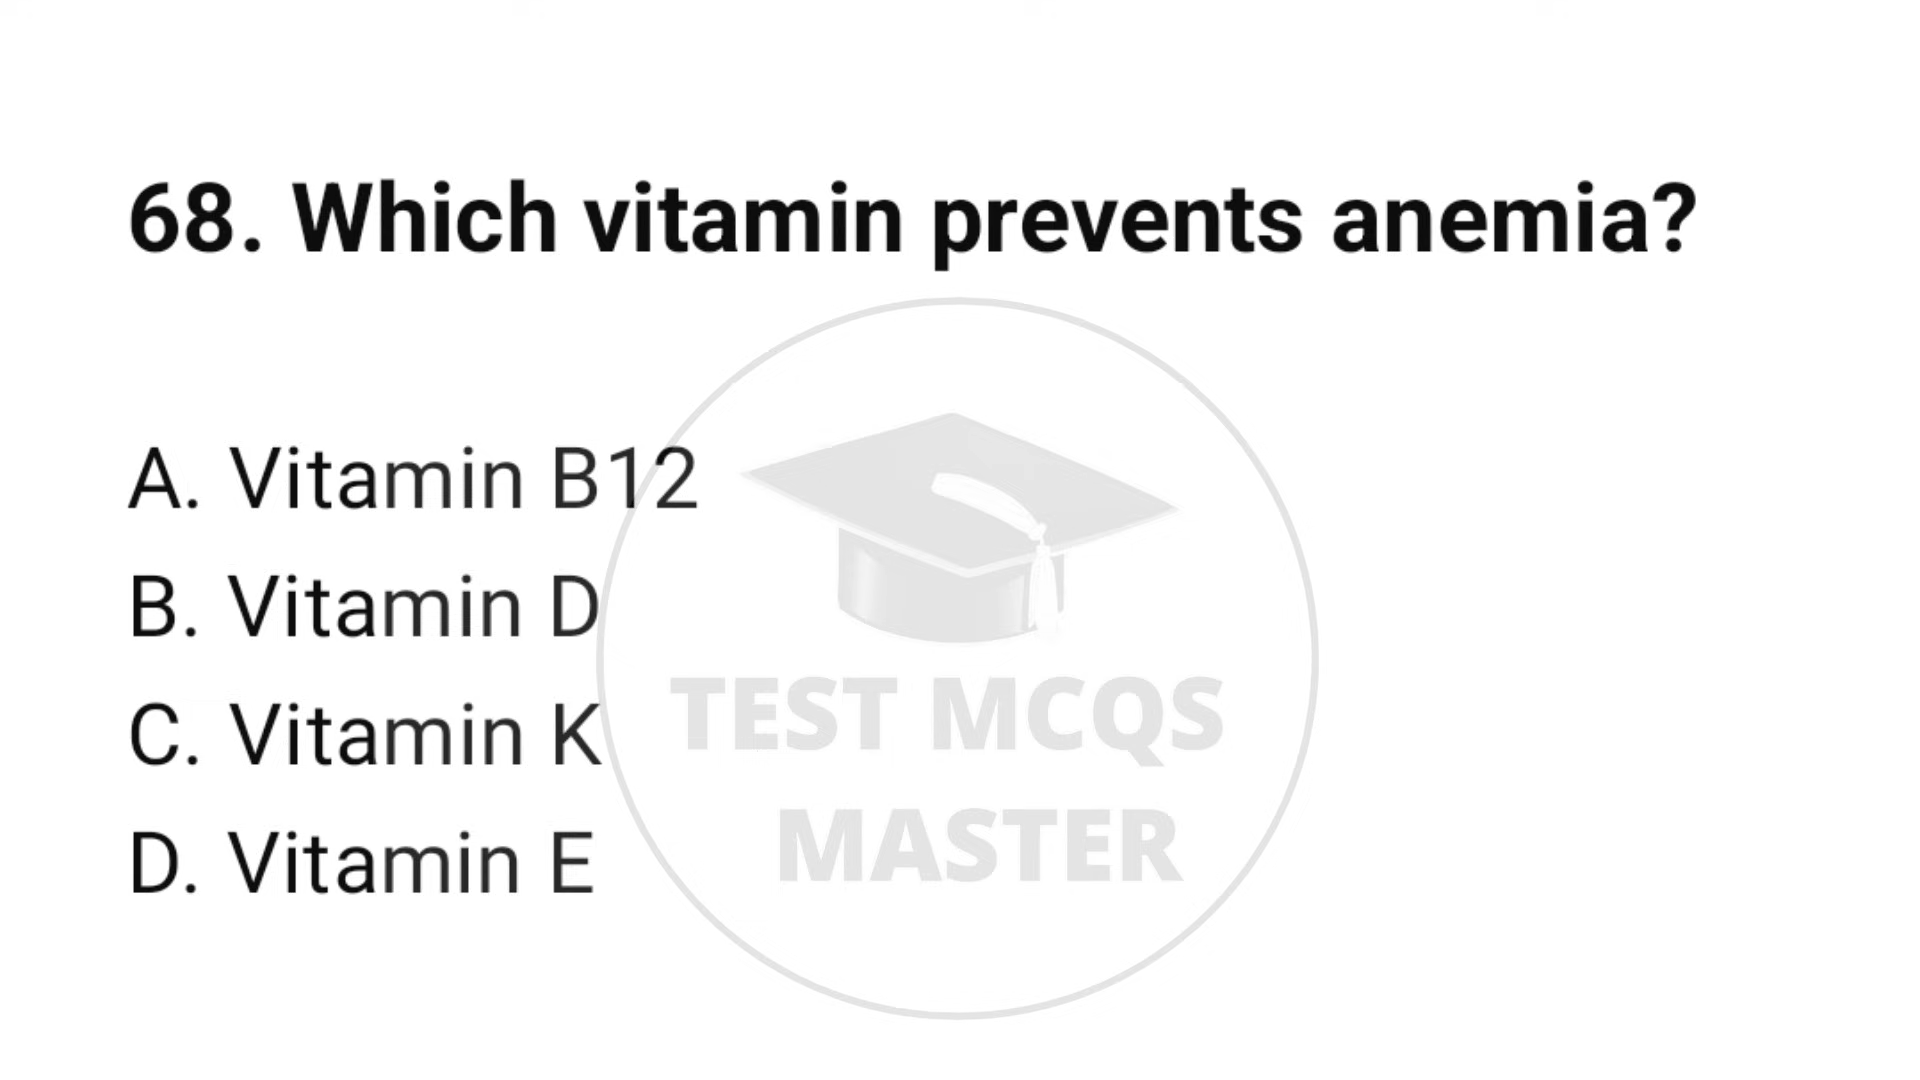 68. Which vitamin prevents anemia?
A. Vitamin B12
B. Vitamin D
C. Vitamin K
D. Vitamin E
TEST MCQS
MASTER